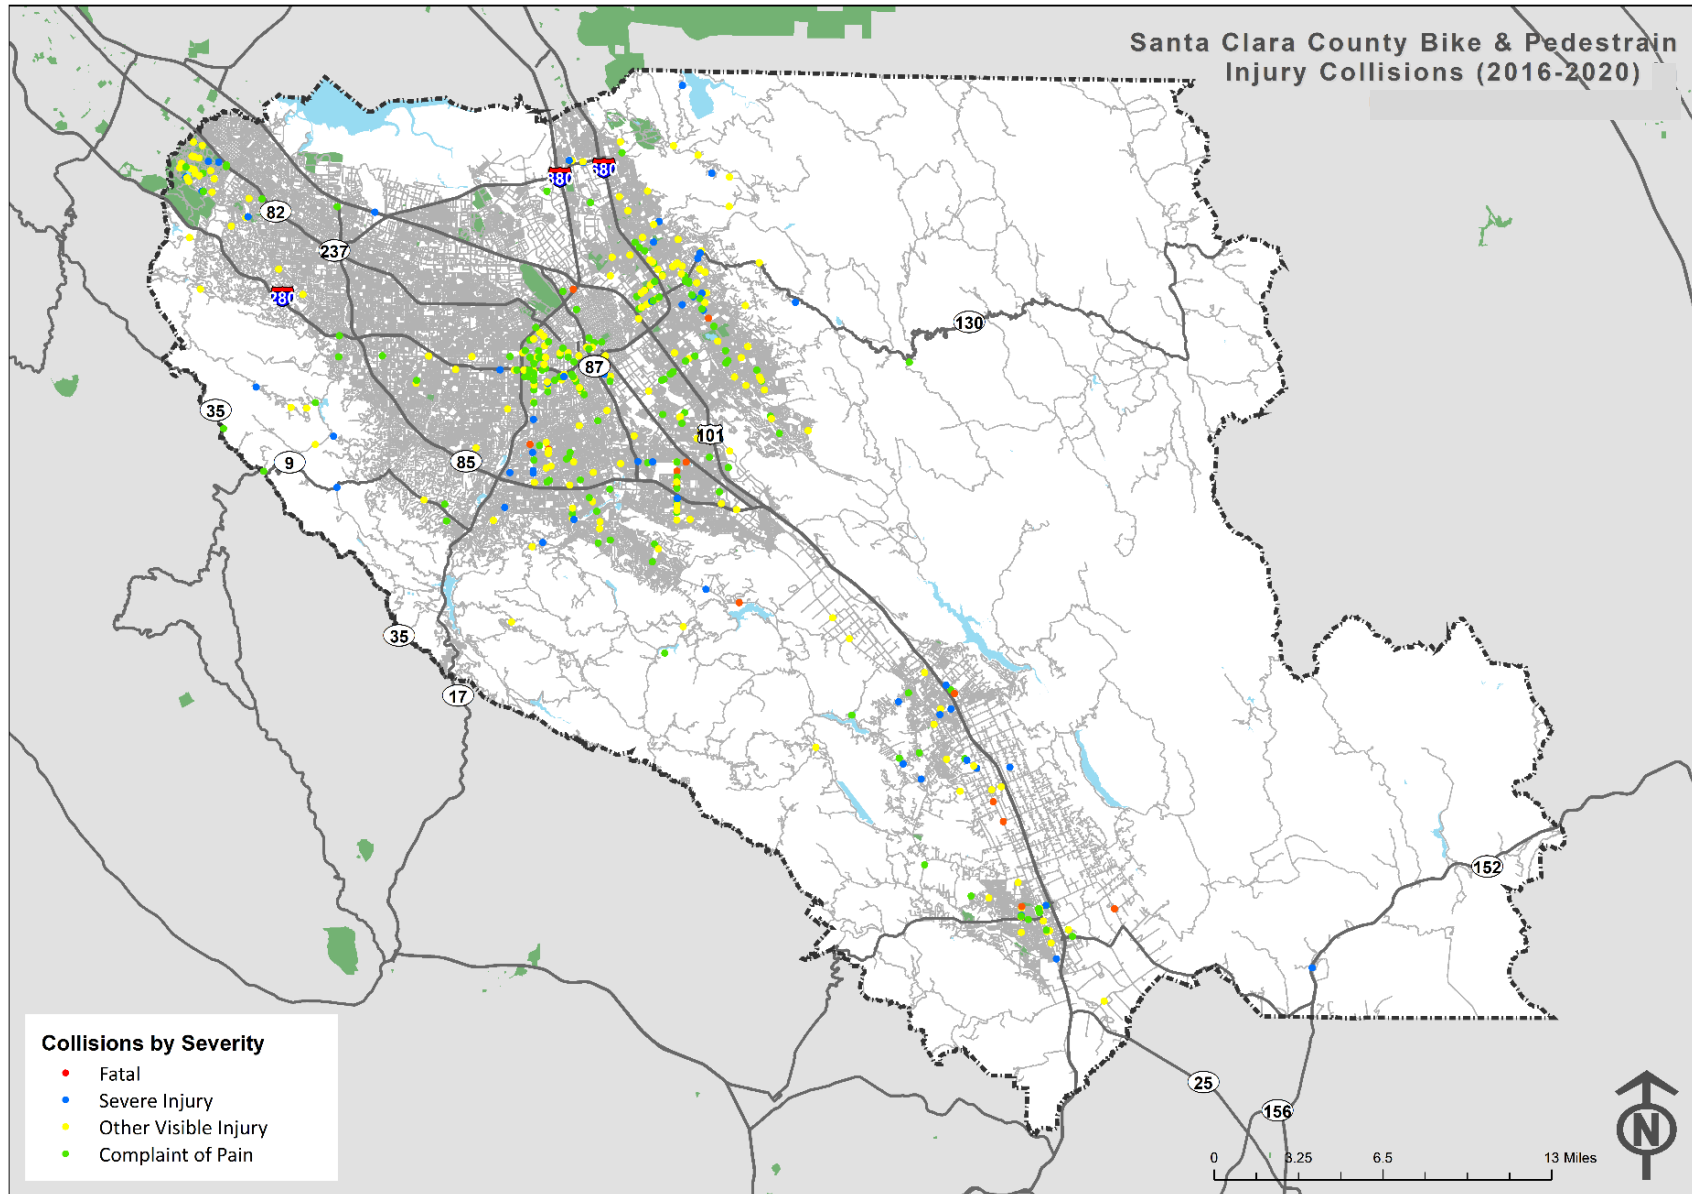 Santa Clara County Bike & Pedestrain
Injury Collisions (2016-2020)
880
680
82
237
280
130
87
35
101
9
85
35
17
152
25
156
Collisions by Severity
Fatal
Severe Injury
Other Visible Injury
Complaint of Pain
N
0 3.25 6.5 13 Miles